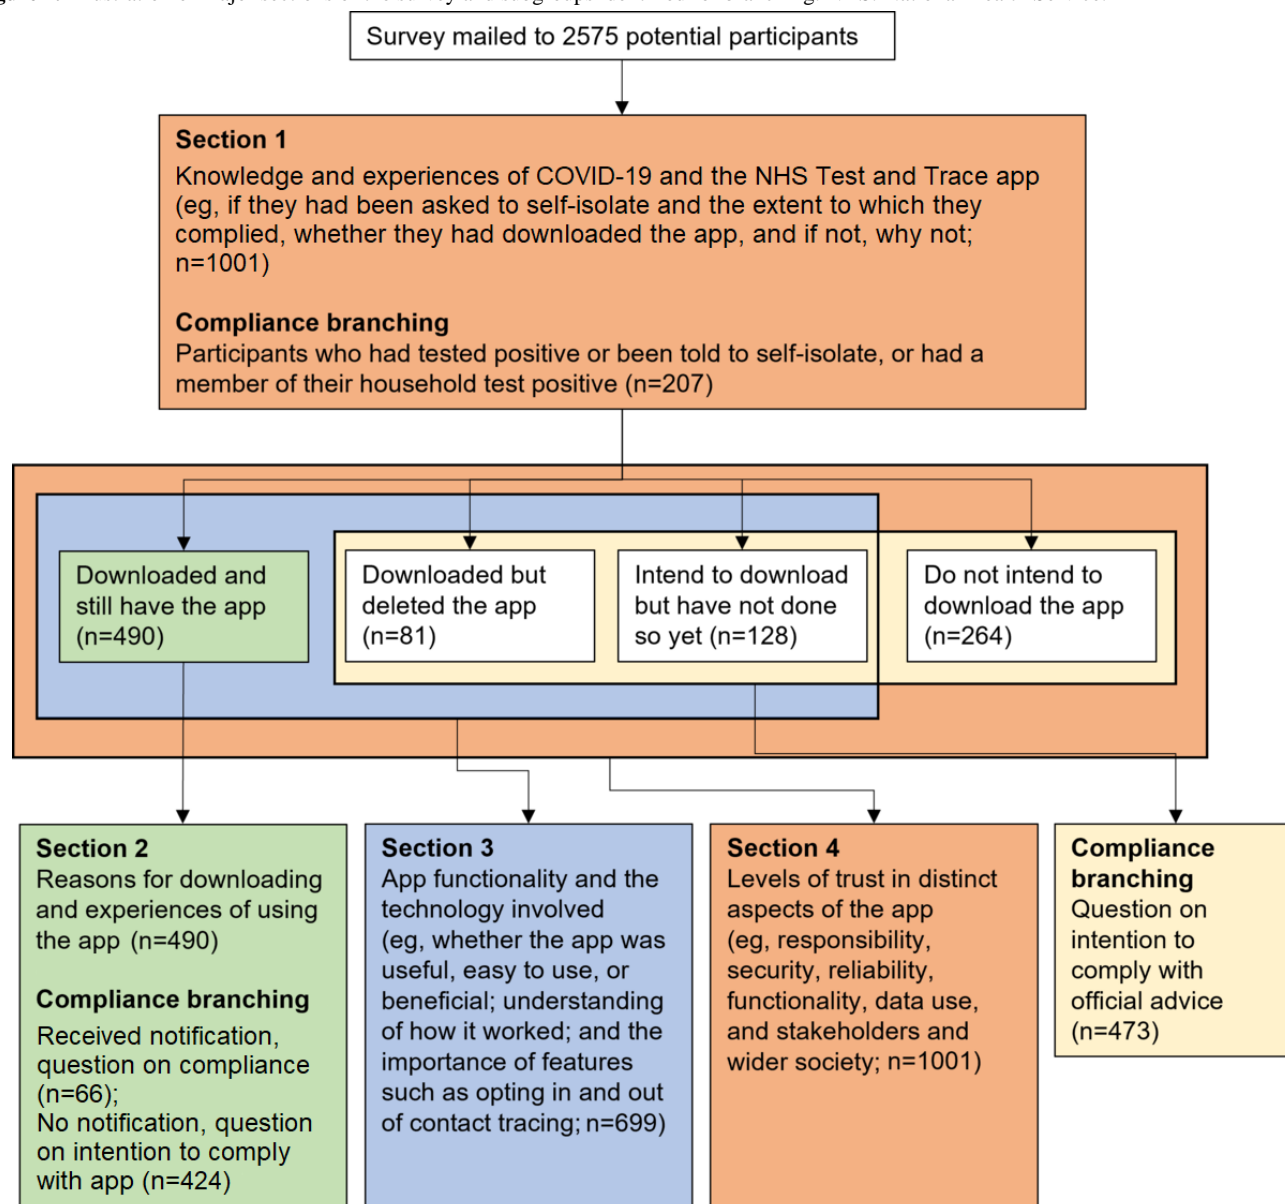 Survey mailed to 2575 potential participants
Section 1
Knowledge and experiences of COVID-19 and the NHS Test and Trace app
(eg, if they had been asked to self-isolate and the extent to which they
complied, whether they had downloaded the app, and if not, why not;
n=1001)
Compliance branching
Participants who had tested positive or been told to self-isolate, or had a
member of their household test positive (n=207)
Downloaded and
still have the app
(n=490)
Downloaded but
deleted the app
(n=81)
Intend to download
but have not done
so yet (n=128)
Do not intend to
download the app
(n=264)
Section 2
Reasons for downloading
and experiences of using
the app (n=490)
Compliance branching
Received notification,
question on compliance
(n=66);
No notification, question
on intention to comply
with app (n=424)
Section 3
App functionality and the
technology involved
(eg, whether the app was
useful, easy to use, or
beneficial; understanding
of how it worked; and the
importance of features
such as opting in and out
of contact tracing; n=699)
Section 4
Levels of trust in distinct
aspects of the app
(eg, responsibility,
security, reliability,
functionality, data use,
and stakeholders and
wider society; n=1001)
Compliance
branching
Question on
intention to
comply with
official advice
(n=473)